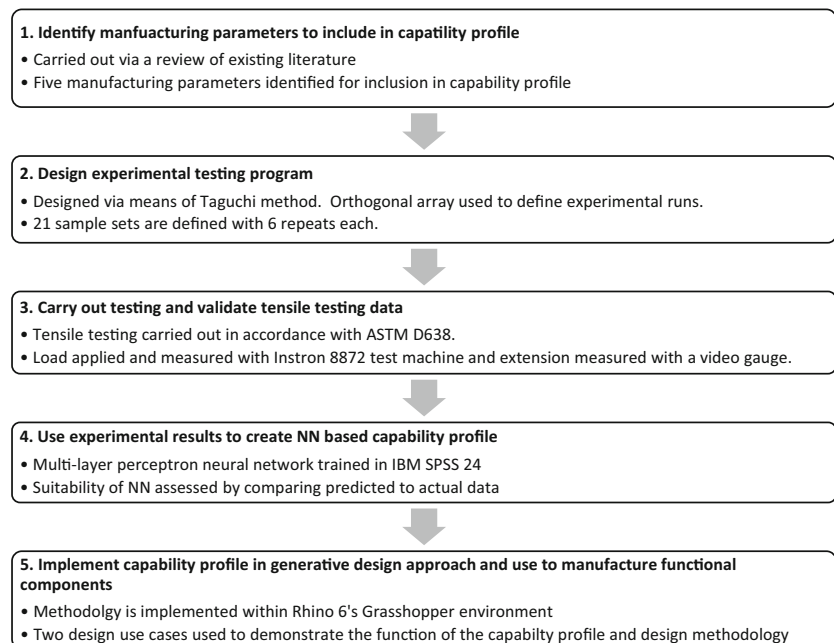 1. Identify manfuacturing parameters to include in capatility profile
• Carried out via a review of existing literature
• Five manufacturing parameters identified for inclusion in capability profile
2. Design experimental testing program
• Designed via means of Taguchi method.  Orthogonal array used to define experimental runs.
• 21 sample sets are defined with 6 repeats each.
3. Carry out testing and validate tensile testing data
• Tensile testing carried out in accordance with ASTM D638.
• Load applied and measured with Instron 8872 test machine and extension measured with a video gauge.
4. Use experimental results to create NN based capability profile
• Multi-layer perceptron neural network trained in IBM SPSS 24
• Suitability of NN assessed by comparing predicted to actual data
5. Implement capability profile in generative design approach and use to manufacture functional
components
• Methodolgy is implemented within Rhino 6's Grasshopper environment
• Two design use cases used to demonstrate the function of the capabilty profile and design methodology